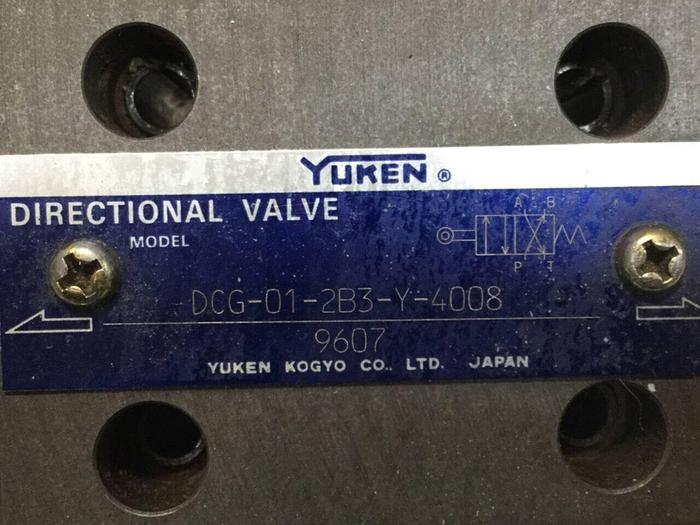 YUKEN ®
DIRECTIONAL VALVE
MODEL
A B
P T
DCG-01-2B3-Y-4008
9607
YUKEN KOGYO CO., LTD. JAPAN